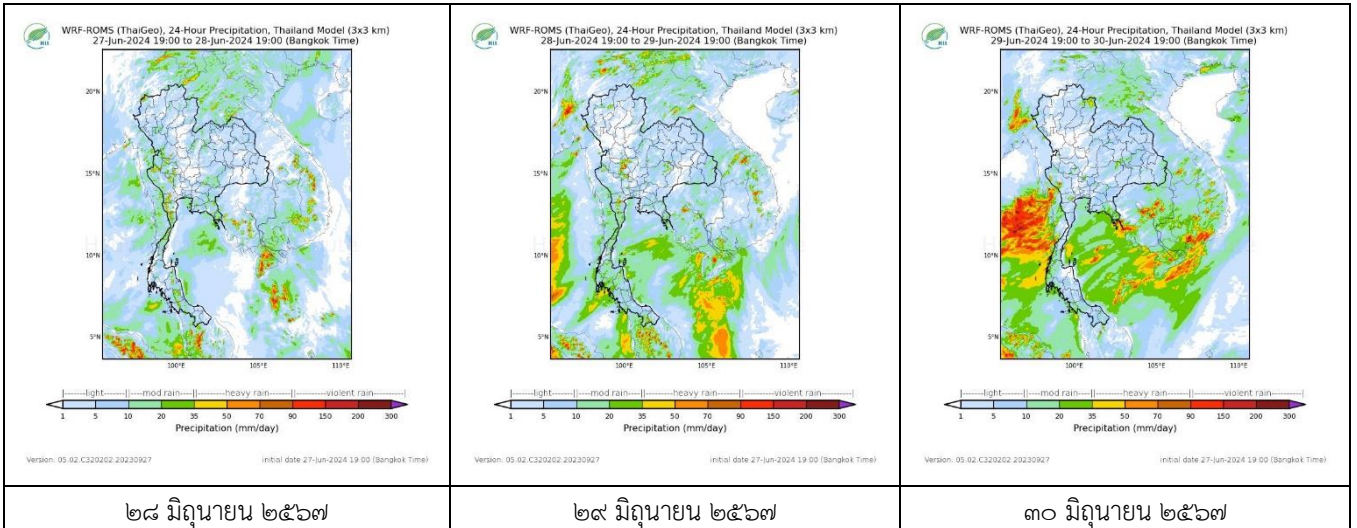 HII
WRF-ROMS (ThaiGeo), 24-Hour Precipitation, Thailand Model (3x3 km)
27-Jun-2024 19:00 to 28-Jun-2024 19:00 (Bangkok Time)
20°N
15°N
10°N
5°N
100°E 105°E 110°E
light mod rain heavy rain violent rain
1 5 10 20 35 50 70 90 150 200 300
Precipitation (mm/day)
Version: 05.02.C320202.20230927 initial date 27-Jun-2024 19:00 (Bangkok Time)
๒๘ มิถุนายน ๒๕๖๗
HII
WRF-ROMS (ThaiGeo), 24-Hour Precipitation, Thailand Model (3x3 km)
28-Jun-2024 19:00 to 29-Jun-2024 19:00 (Bangkok Time)
20°N
15°N
10°N
5°N
100°E 105°E 110°E
light mod rain heavy rain violent rain
1 5 10 20 35 50 70 90 150 200 300
Precipitation (mm/day)
Version: 05.02.C320202.20230927 initial date 27-Jun-2024 19:00 (Bangkok Time)
๒๙ มิถุนายน ๒๕๖๗
HII
WRF-ROMS (ThaiGeo), 24-Hour Precipitation, Thailand Model (3x3 km)
29-Jun-2024 19:00 to 30-Jun-2024 19:00 (Bangkok Time)
20°N
15°N
10°N
5°N
100°E 105°E 110°E
light mod rain heavy rain violent rain
1 5 10 20 35 50 70 90 150 200 300
Precipitation (mm/day)
Version: 05.02.C320202.20230927 initial date 27-Jun-2024 19:00 (Bangkok Time)
๓๐ มิถุนายน ๒๕๖๗